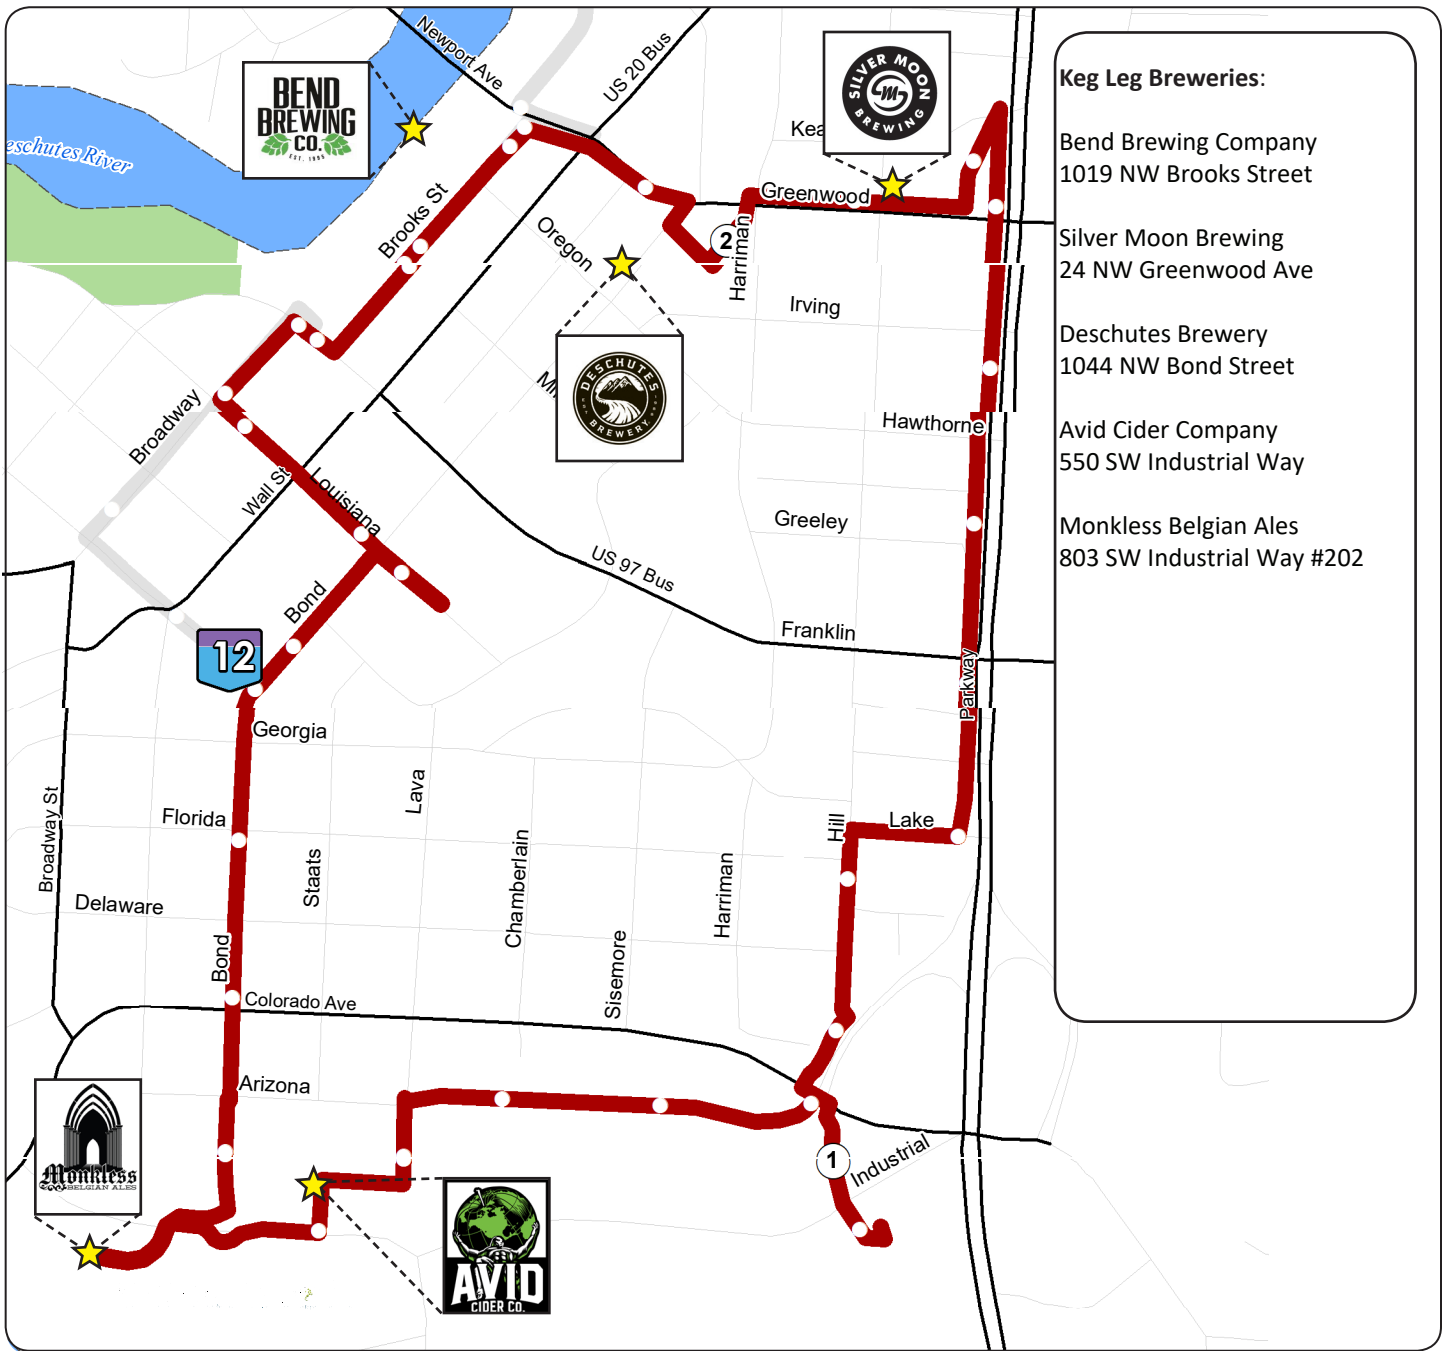 Newport Ave
US 20 Bus
BEND
BREWING
CO.
EST. 1995
SILVER MOON
BREWING
Kea
eschutes River
Greenwood
Brooks St
Oregon
2
Harriman
Irving
DESCHUTES
BREWERY
Broadway
Hawthorne
Wall St
Louisiana
Greeley
US 97 Bus
Bond
Franklin
12
Parkway
Georgia
Lava
Florida
Hill
Lake
Broadway St
Staats
Chamberlain
Harriman
Delaware
Bond
Sisemore
Colorado Ave
Arizona
1
Industrial
Monkless
BELGIAN ALES
AVID
CIDER CO.
Keg Leg Breweries:
Bend Brewing Company
1019 NW Brooks Street
Silver Moon Brewing
24 NW Greenwood Ave
Deschutes Brewery
1044 NW Bond Street
Avid Cider Company
550 SW Industrial Way
Monkless Belgian Ales
803 SW Industrial Way #202